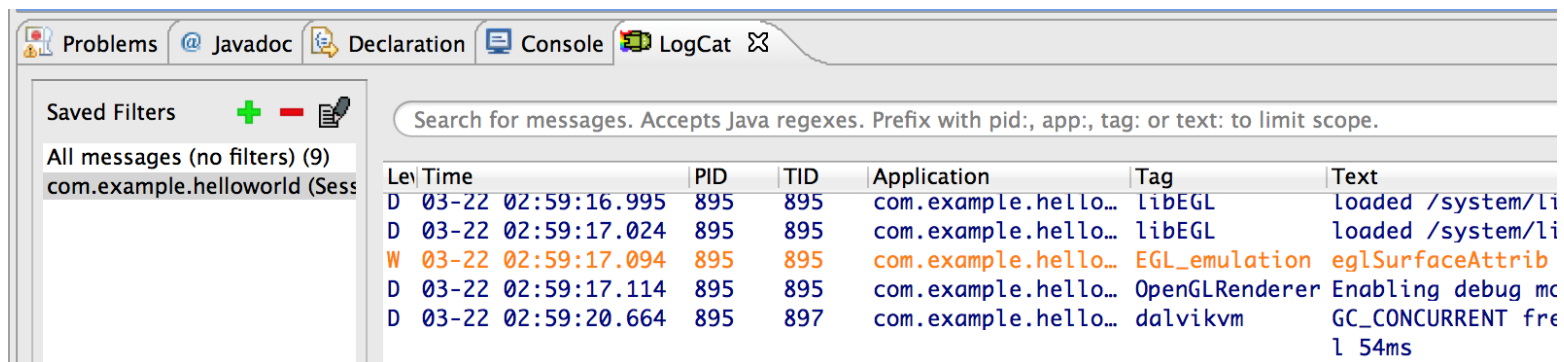 Problems @ Javadoc Declaration Console LogCat
Saved Filters
Search for messages. Accepts Java regexes. Prefix with pid:, app:, tag: or text: to limit scope.
All messages (no filters) (9)
com.example.helloworld (Sess
Lev Time PID TID Application Tag Text
D 03-22 02:59:16.995 895 895 com.example.hello… libEGL loaded /system/li
D 03-22 02:59:17.024 895 895 com.example.hello… libEGL loaded /system/li
W 03-22 02:59:17.094 895 895 com.example.hello… EGL_emulation eglSurfaceAttrib
D 03-22 02:59:17.114 895 895 com.example.hello… OpenGLRenderer Enabling debug mo
D 03-22 02:59:20.664 895 897 com.example.hello… dalvikvm GC_CONCURRENT fre
l 54ms